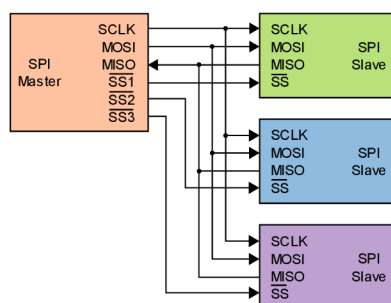 SCLK
MOSI
MISO
SS1
SS2
SS3
SPI
Master
SCLK
MOSI
MISO
SS
SPI
Slave
SCLK
MOSI
MISO
SS
SPI
Slave
SCLK
MOSI
MISO
SS
SPI
Slave